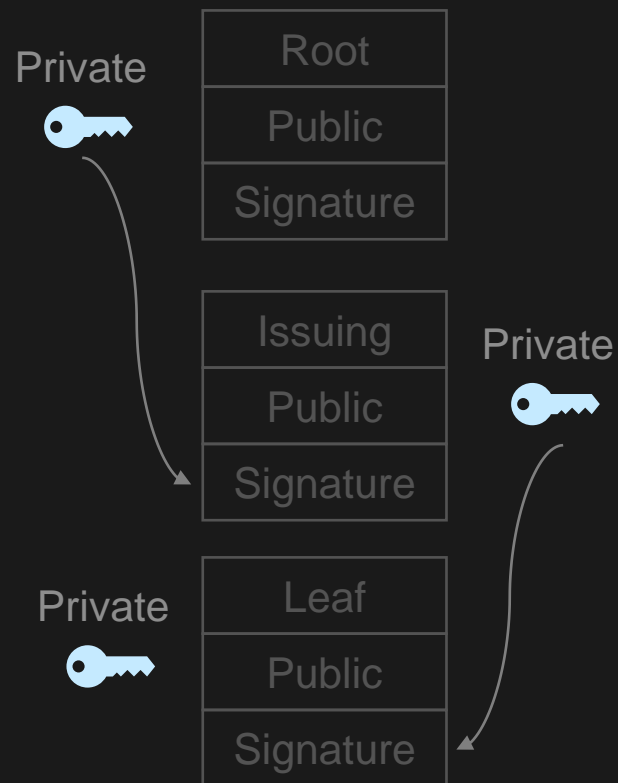 Private
Root
Public
Signature
Issuing
Private
Public
Signature
Private
Leaf
Public
Signature